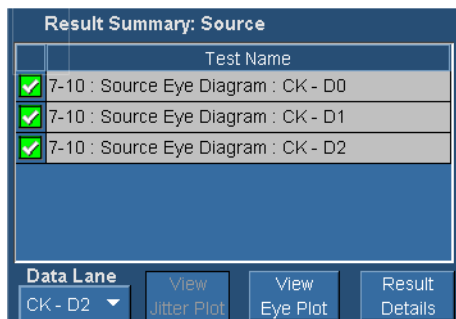 Result Summary: Source
Test Name
7-10 : Source Eye Diagram : CK - D0
7-10 : Source Eye Diagram : CK - D1
7-10 : Source Eye Diagram : CK - D2
Data Lane
CK - D2
View
Jitter Plot
View
Eye Plot
Result
Details